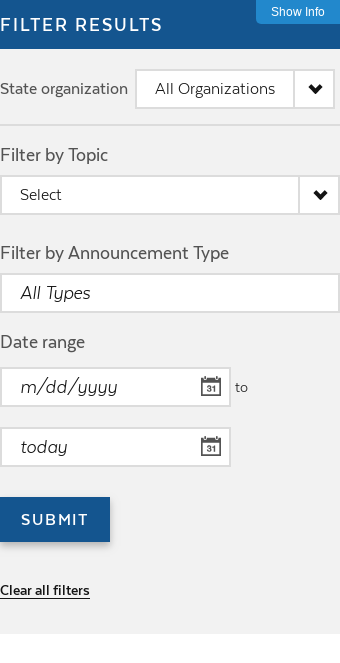 Show Info
FILTER RESULTS
State organization All Organizations
Filter by Topic
Select
Filter by Announcement Type
All Types
Date range
m/dd/yyyy 31 to
today 31
SUBMIT
Clear all filters